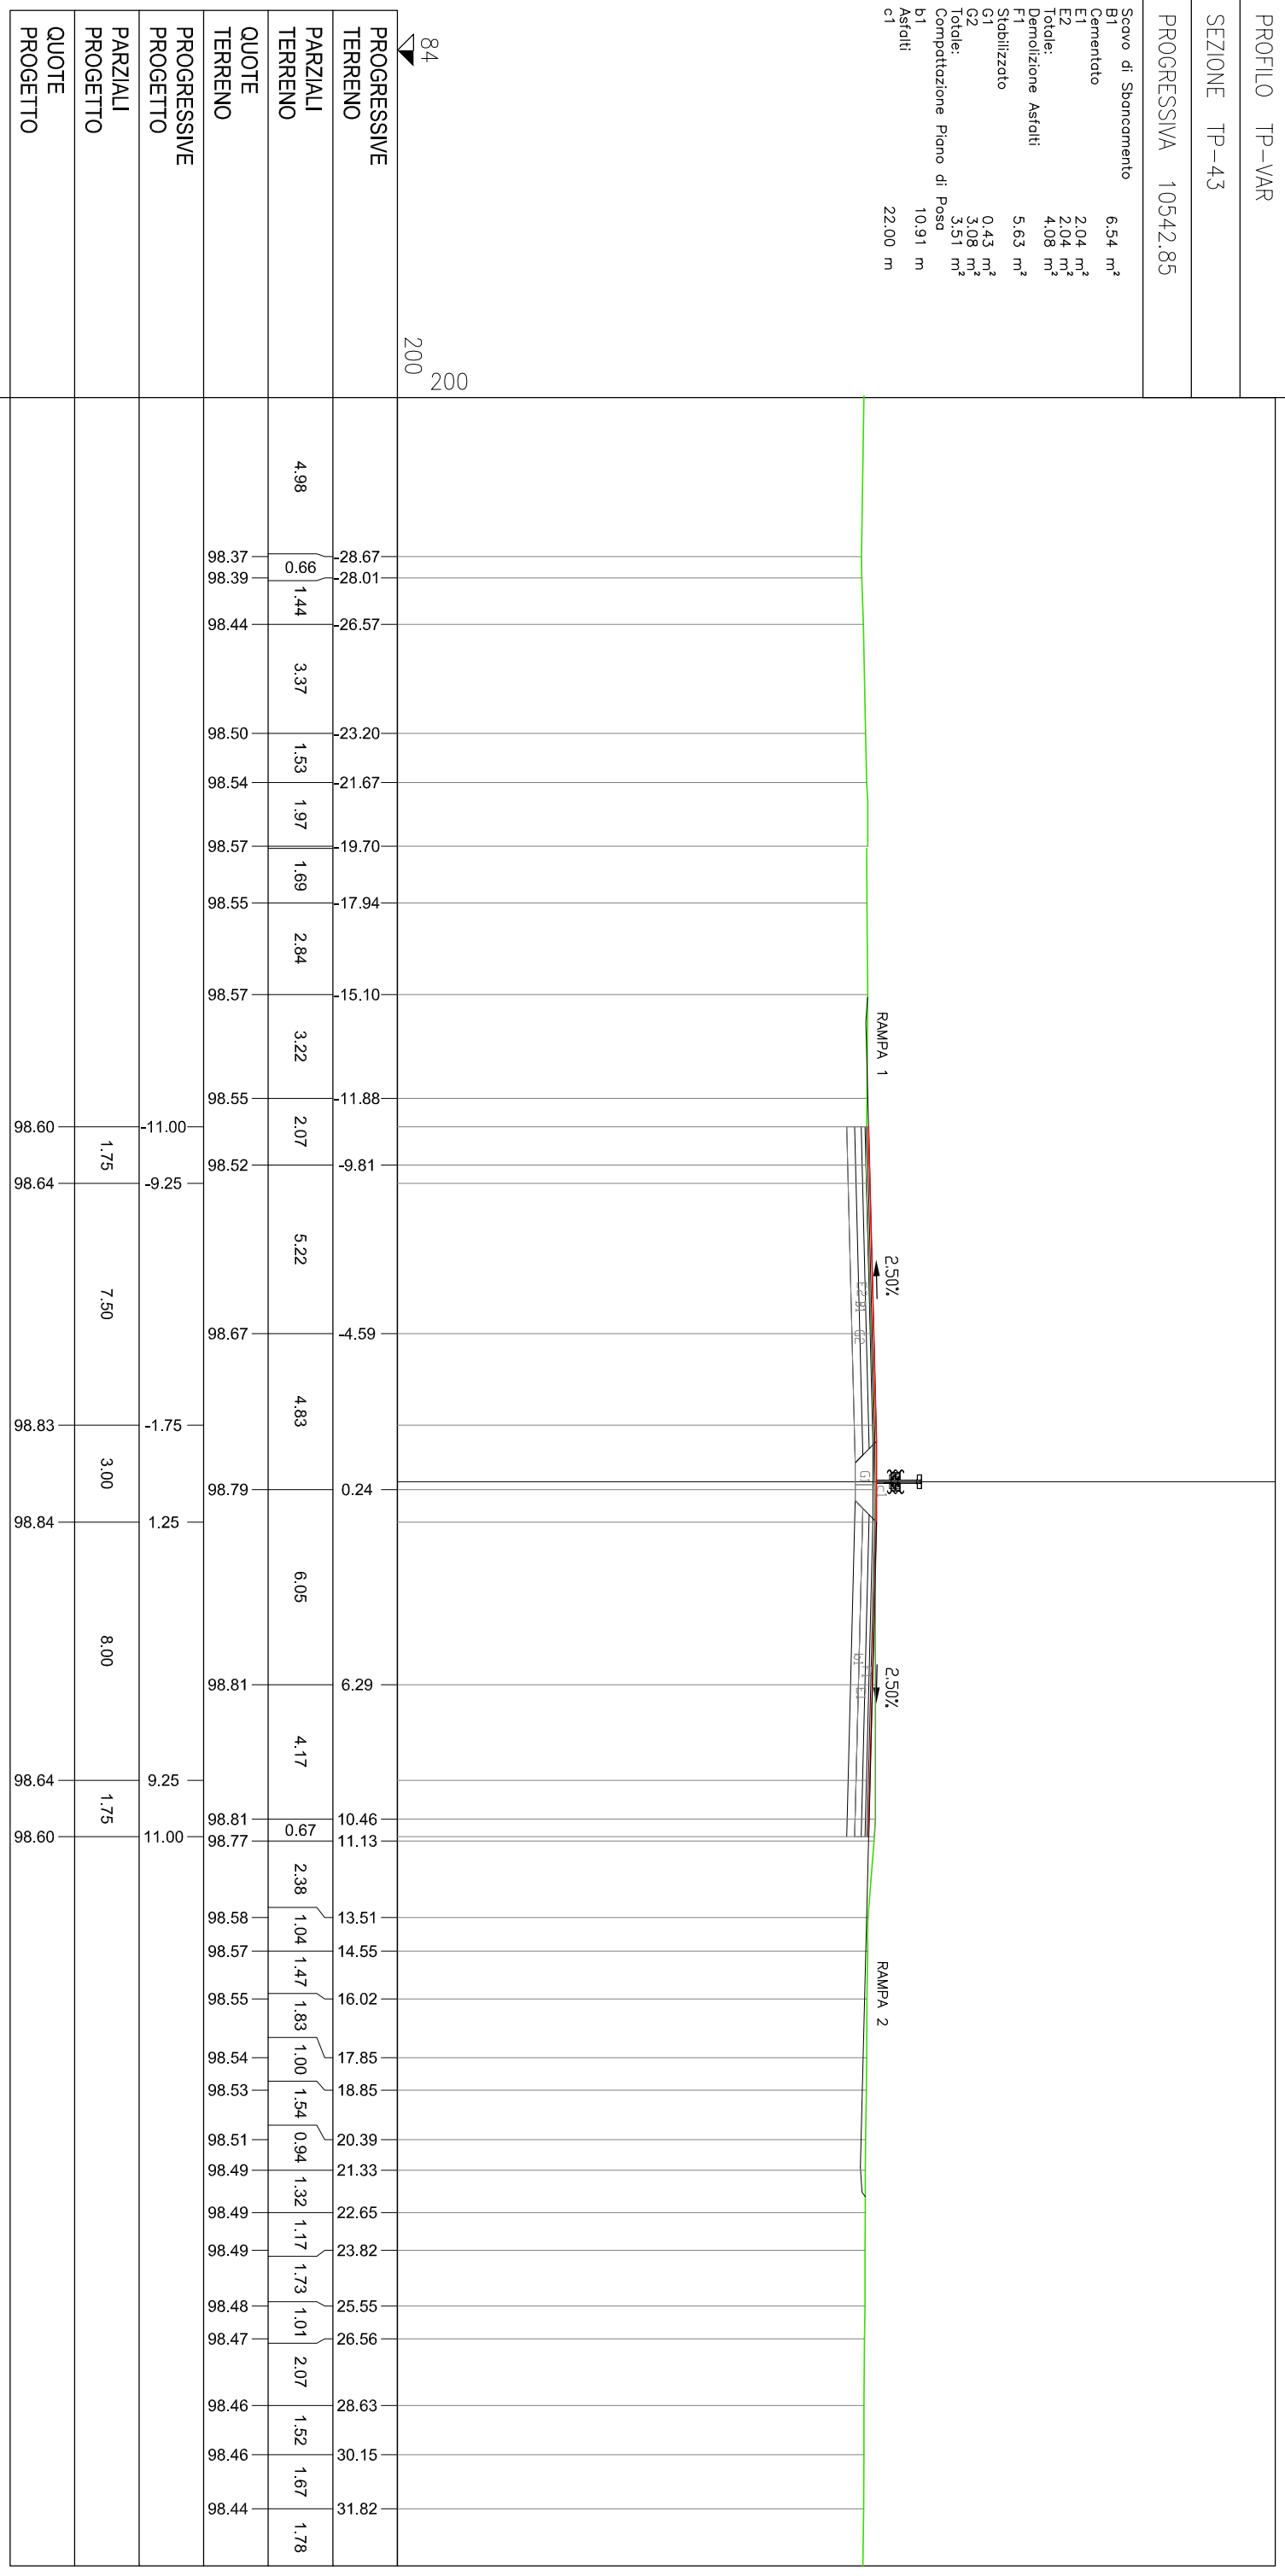 PROFILO TP-VAR
SEZIONE TP-43
PROGRESSIVA 10542.85
Scavo di Sbancamento
B1 6.54 m²
Cementato
E1 2.04 m²
E2 2.04 m²
Totale: 4.08 m²
Demolizione Asfalti
F1 5.63 m²
Stabilizzato
G1 0.43 m²
G2 3.08 m²
Totale: 3.51 m²
Compattazione Piano di Posa
b1 10.91 m
Asfalti
c1 22.00 m
RAMPA 1
2.50%
2.50%
RAMPA 2
E2 B1 G2
G1
c1
b1
E1
84
200
200
PROGRESSIVE TERRENO
-28.67 -28.01 -26.57 -23.20 -21.67 -19.70 -17.94 -15.10 -11.88 -9.81 -4.59 0.24 6.29 10.46 11.13 13.51 14.55 16.02 17.85 18.85 20.39 21.33 22.65 23.82 25.55 26.56 28.63 30.15 31.82
PARZIALI TERRENO
4.98 0.66 1.44 3.37 1.53 1.97 1.69 2.84 3.22 2.07 5.22 4.83 6.05 4.17 0.67 2.38 1.04 1.47 1.83 1.00 1.54 0.94 1.32 1.17 1.73 1.01 2.07 1.52 1.67 1.78
QUOTE TERRENO
98.37 98.39 98.44 98.50 98.54 98.57 98.55 98.57 98.55 98.52 98.67 98.79 98.81 98.81 98.77 98.58 98.57 98.55 98.54 98.53 98.51 98.49 98.49 98.49 98.48 98.47 98.46 98.46 98.44
PROGRESSIVE PROGETTO
-11.00 -9.25 -1.75 1.25 9.25 11.00
PARZIALI PROGETTO
1.75 7.50 3.00 8.00 1.75
QUOTE PROGETTO
98.60 98.64 98.83 98.84 98.64 98.60